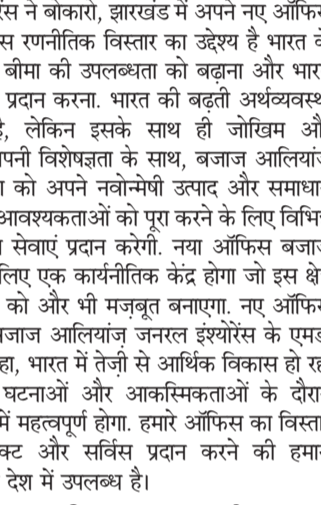 स ने बोकारो, झारखंड में अपने नए ऑफि
स रणनीतिक विस्तार का उद्देश्य है भारत
बीमा की उपलब्धता को बढ़ाना और भार
प्रदान करना. भारत की बढ़ती अर्थव्यवस्
है, लेकिन इसके साथ ही जोखिम औ
पनी विशेषज्ञता के साथ, बजाज आलियां
को अपने नवोन्मेषी उत्पाद और समाधा
आवश्यकताओं को पूरा करने के लिए विभि
सेवाएं प्रदान करेगी. नया ऑफिस बजा
लिए एक कार्यनीतिक केंद्र होगा जो इस क्षे
को और भी मज़बूत बनाएगा. नए ऑफि
जाज आलियांज़ जनरल इंश्योरेंस के एम
हा, भारत में तेज़ी से आर्थिक विकास हो र
घटनाओं और आकस्मिकताओं के दौरा
में महत्वपूर्ण होगा. हमारे ऑफिस का विस्ता
क्ट और सर्विस प्रदान करने की हमा
देश में उपलब्ध है।